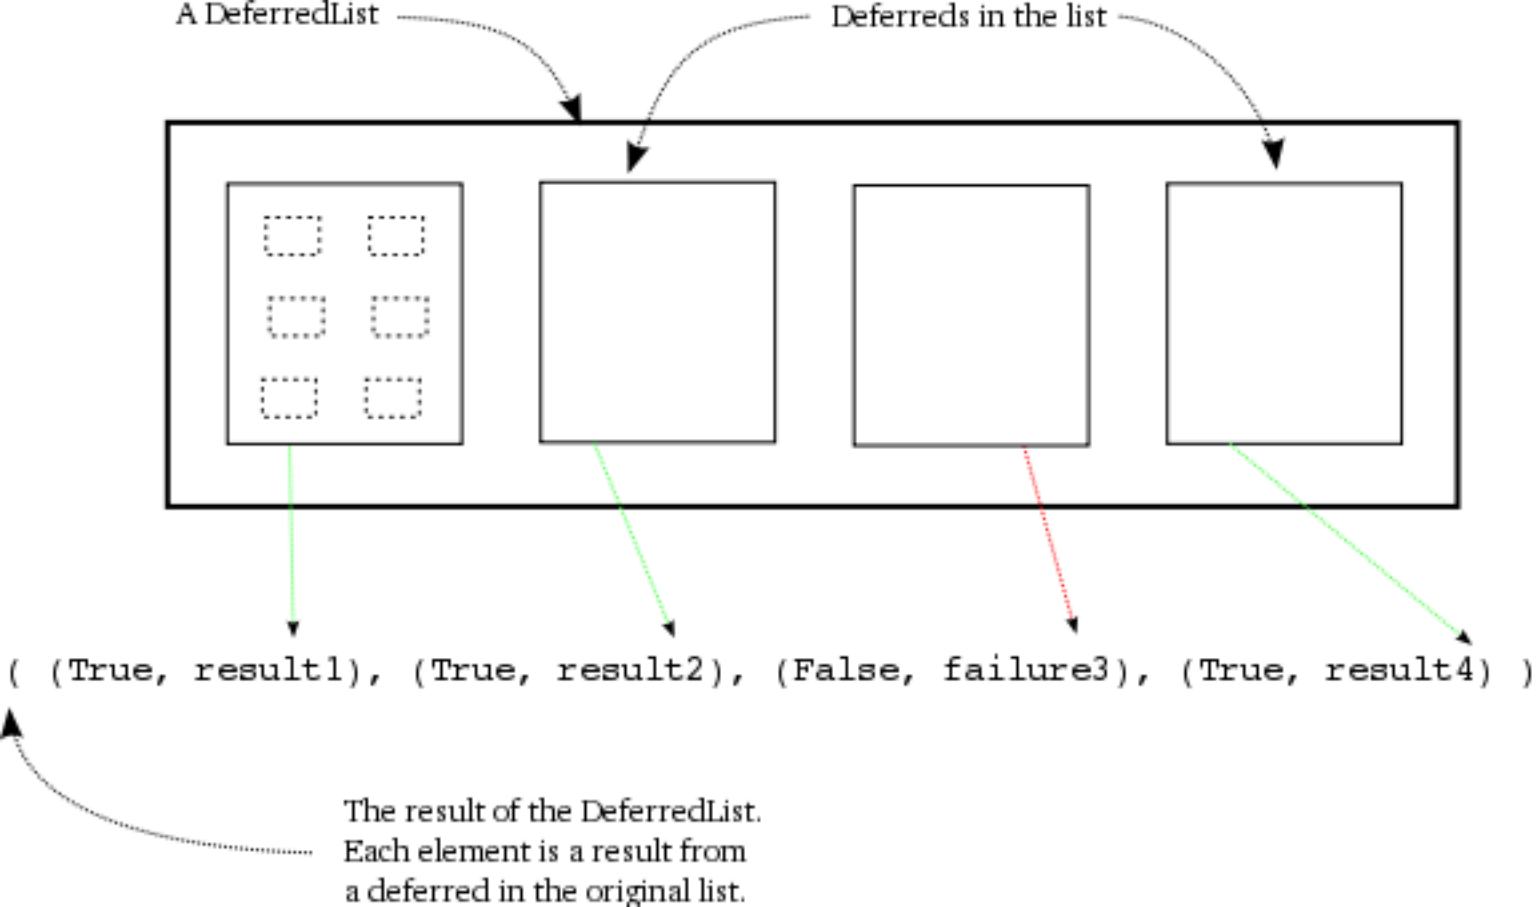 A DeferredList
Deferreds in the list
( (True, result1), (True, result2), (False, failure3), (True, result4) )
The result of the DeferredList.
Each element is a result from
a deferred in the original list.